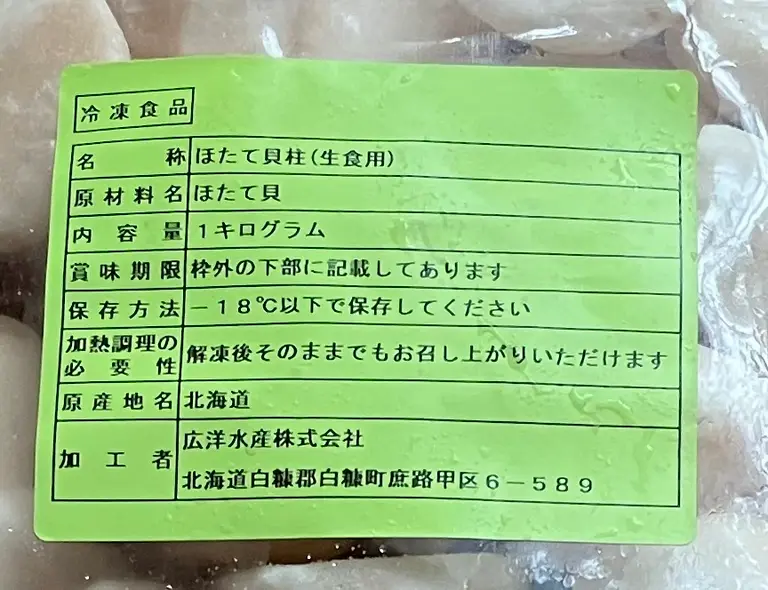 冷凍食品
名称 ほたて貝柱(生食用)
原材料名 ほたて貝
内容量 1キログラム
賞味期限 枠外の下部に記載してあります
保存方法 －18℃以下で保存してください
加熱調理の必要性 解凍後そのままでもお召し上がりいただけます
原産地名 北海道
加工者 広洋水産株式会社
北海道白糠郡白糠町庶路甲区6－589